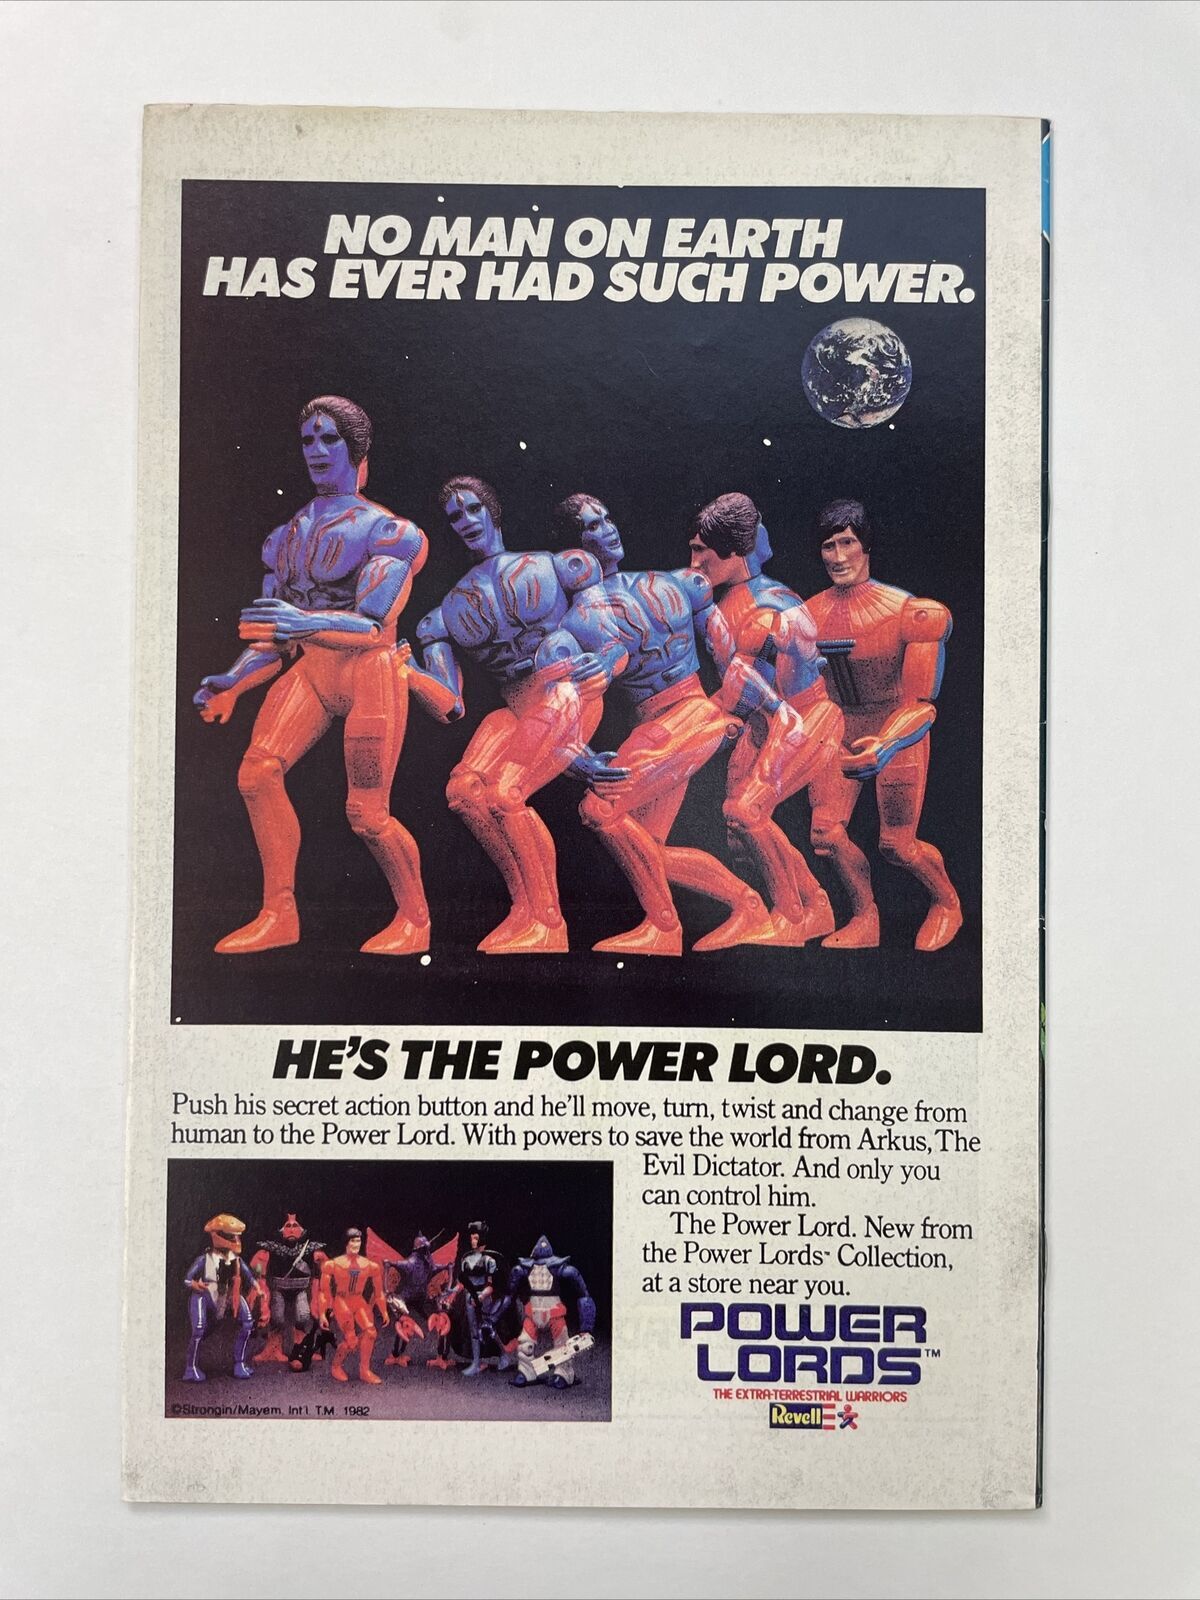 NO MAN ON EARTH
HAS EVER HAD SUCH POWER.
HE'S THE POWER LORD.
Push his secret action button and he'll move, turn, twist and change from
human to the Power Lord. With powers to save the world from Arkus, The
Evil Dictator. And only you
can control him.
The Power Lord. New from
the Power Lords™ Collection,
at a store near you.
POWER
LORDS™
THE EXTRA-TERRESTRIAL WARRIORS
Revell
©Strongin/Mayem. Int'l T.M. 1982